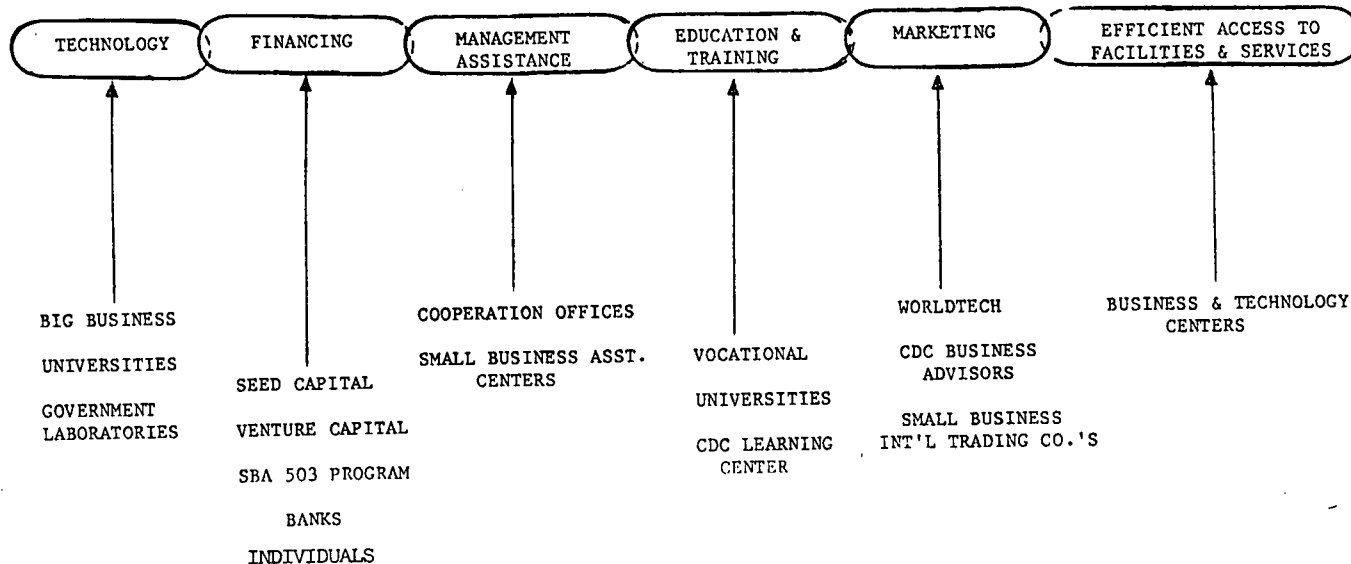 TECHNOLOGY
FINANCING
MANAGEMENT
ASSISTANCE
EDUCATION &
TRAINING
MARKETING
EFFICIENT ACCESS TO
FACILITIES & SERVICES
BIG BUSINESS
UNIVERSITIES
GOVERNMENT
LABORATORIES
SEED CAPITAL
VENTURE CAPITAL
SBA 503 PROGRAM
BANKS
INDIVIDUALS
COOPERATION OFFICES
SMALL BUSINESS ASST.
CENTERS
VOCATIONAL
UNIVERSITIES
CDC LEARNING
CENTER
WORLDTECH
CDC BUSINESS
ADVISORS
SMALL BUSINESS
INT'L TRADING CO.'S
BUSINESS & TECHNOLOGY
CENTERS